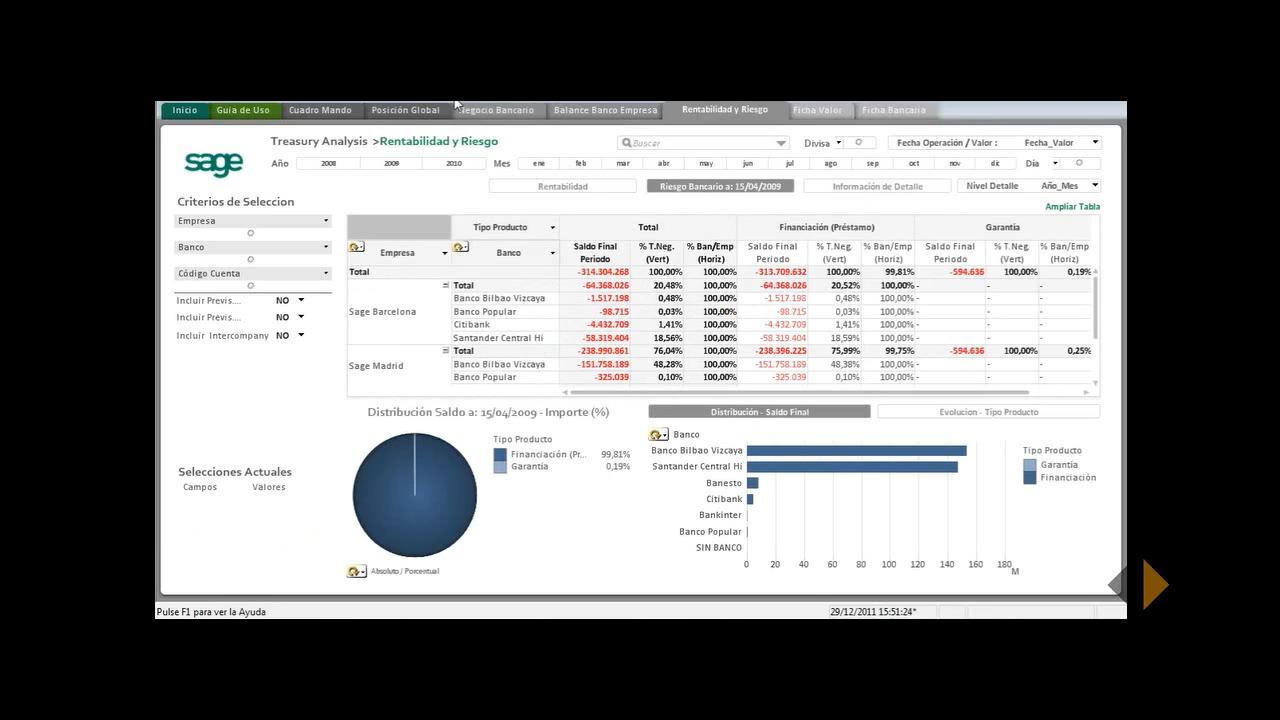 Inicio Guia de Uso Cuadro Mando Posición Global Negocio Bancario Balance Banco Empresa Rentabilidad y Riesgo Ficha Valor Ficha Bancaria
sage
Treasury Analysis >Rentabilidad y Riesgo
Buscar
Divisa
Fecha Operación / Valor : Fecha_Valor
Año 2008 2009 2010 Mes ene feb mar abr may jun jul ago sep oct nov dic Día
Rentabilidad Riesgo Bancario a: 15/04/2009 Información de Detalle Nivel Detalle Año_Mes
Ampliar Tabla
Criterios de Seleccion
Empresa
Banco
Código Cuenta
Incluir Previs.... NO
Incluir Previs.... NO
Incluir Intercompany NO
Tipo Producto Total Financiación (Préstamo) Garantía
Empresa Banco Saldo Final Periodo % T.Neg. (Vert) % Ban/Emp (Horiz) Saldo Final Periodo % T.Neg. (Vert) % Ban/Emp (Horiz) Saldo Final Periodo % T.Neg. (Vert) % Ban/Emp (Horiz)
Total -314.304.268 100,00% 100,00% -313.709.632 100,00% 99,81% -594.636 100,00% 0,19%
Sage Barcelona
Total -64.368.026 20,48% 100,00% -64.368.026 20,52% 100,00% - - -
Banco Bilbao Vizcaya -1.517.198 0,48% 100,00% -1.517.198 0,48% 100,00% - - -
Banco Popular -98.715 0,03% 100,00% -98.715 0,03% 100,00% - - -
Citibank -4.432.709 1,41% 100,00% -4.432.709 1,41% 100,00% - - -
Santander Central Hi -58.319.404 18,56% 100,00% -58.319.404 18,59% 100,00% - - -
Sage Madrid
Total -238.990.861 76,04% 100,00% -238.396.225 75,99% 99,75% -594.636 100,00% 0,25%
Banco Bilbao Vizcaya -151.758.189 48,28% 100,00% -151.758.189 48,38% 100,00% - - -
Banco Popular -325.039 0,10% 100,00% -325.039 0,10% 100,00% - - -
Distribución Saldo a: 15/04/2009 - Importe (%)
Tipo Producto
Financiación (Pr... 99,81%
Garantía 0,19%
Absoluto / Porcentual
Distribución - Saldo Final Evolucion - Tipo Producto
Banco
Banco Bilbao Vizcaya
Santander Central Hi
Banesto
Citibank
Bankinter
Banco Popular
SIN BANCO
0 20 40 60 80 100 120 140 160 180
M
Tipo Producto
Garantía
Financiación
Selecciones Actuales
Campos Valores
Pulse F1 para ver la Ayuda
29/12/2011 15:51:24*